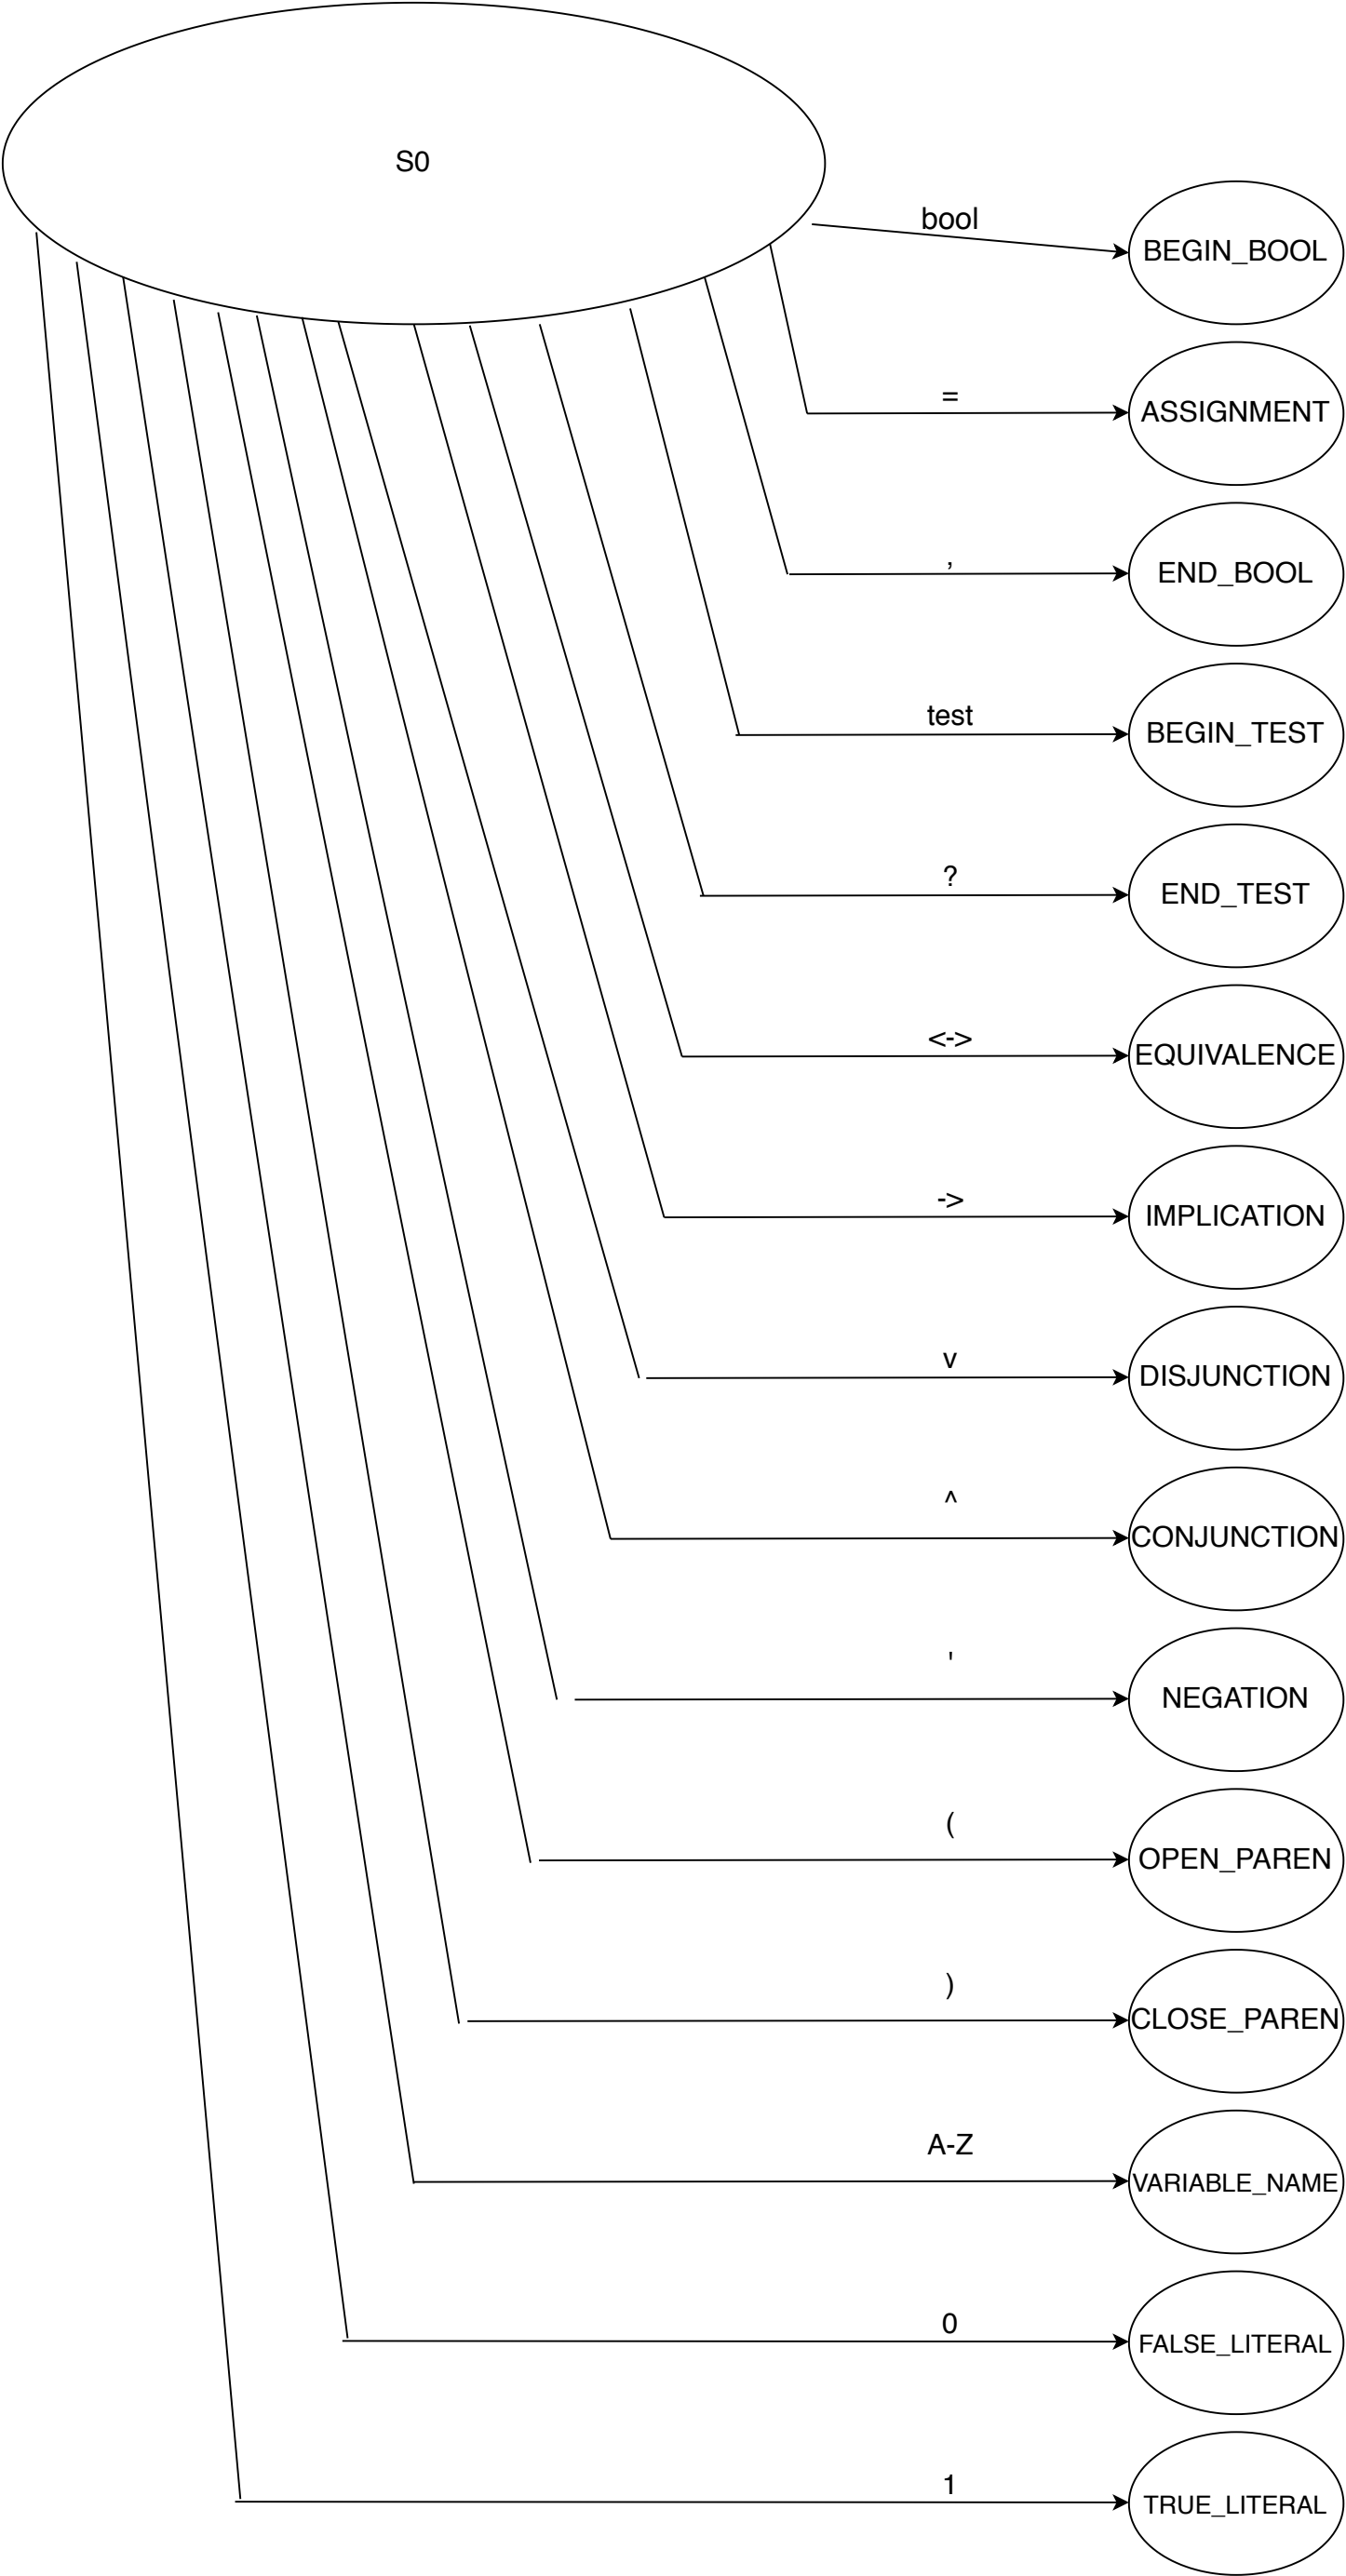 S0
bool
BEGIN_BOOL
=
ASSIGNMENT
,
END_BOOL
test
BEGIN_TEST
?
END_TEST
<->
EQUIVALENCE
->
IMPLICATION
v
DISJUNCTION
^
CONJUNCTION
'
NEGATION
(
OPEN_PAREN
)
CLOSE_PAREN
A-Z
VARIABLE_NAME
0
FALSE_LITERAL
1
TRUE_LITERAL